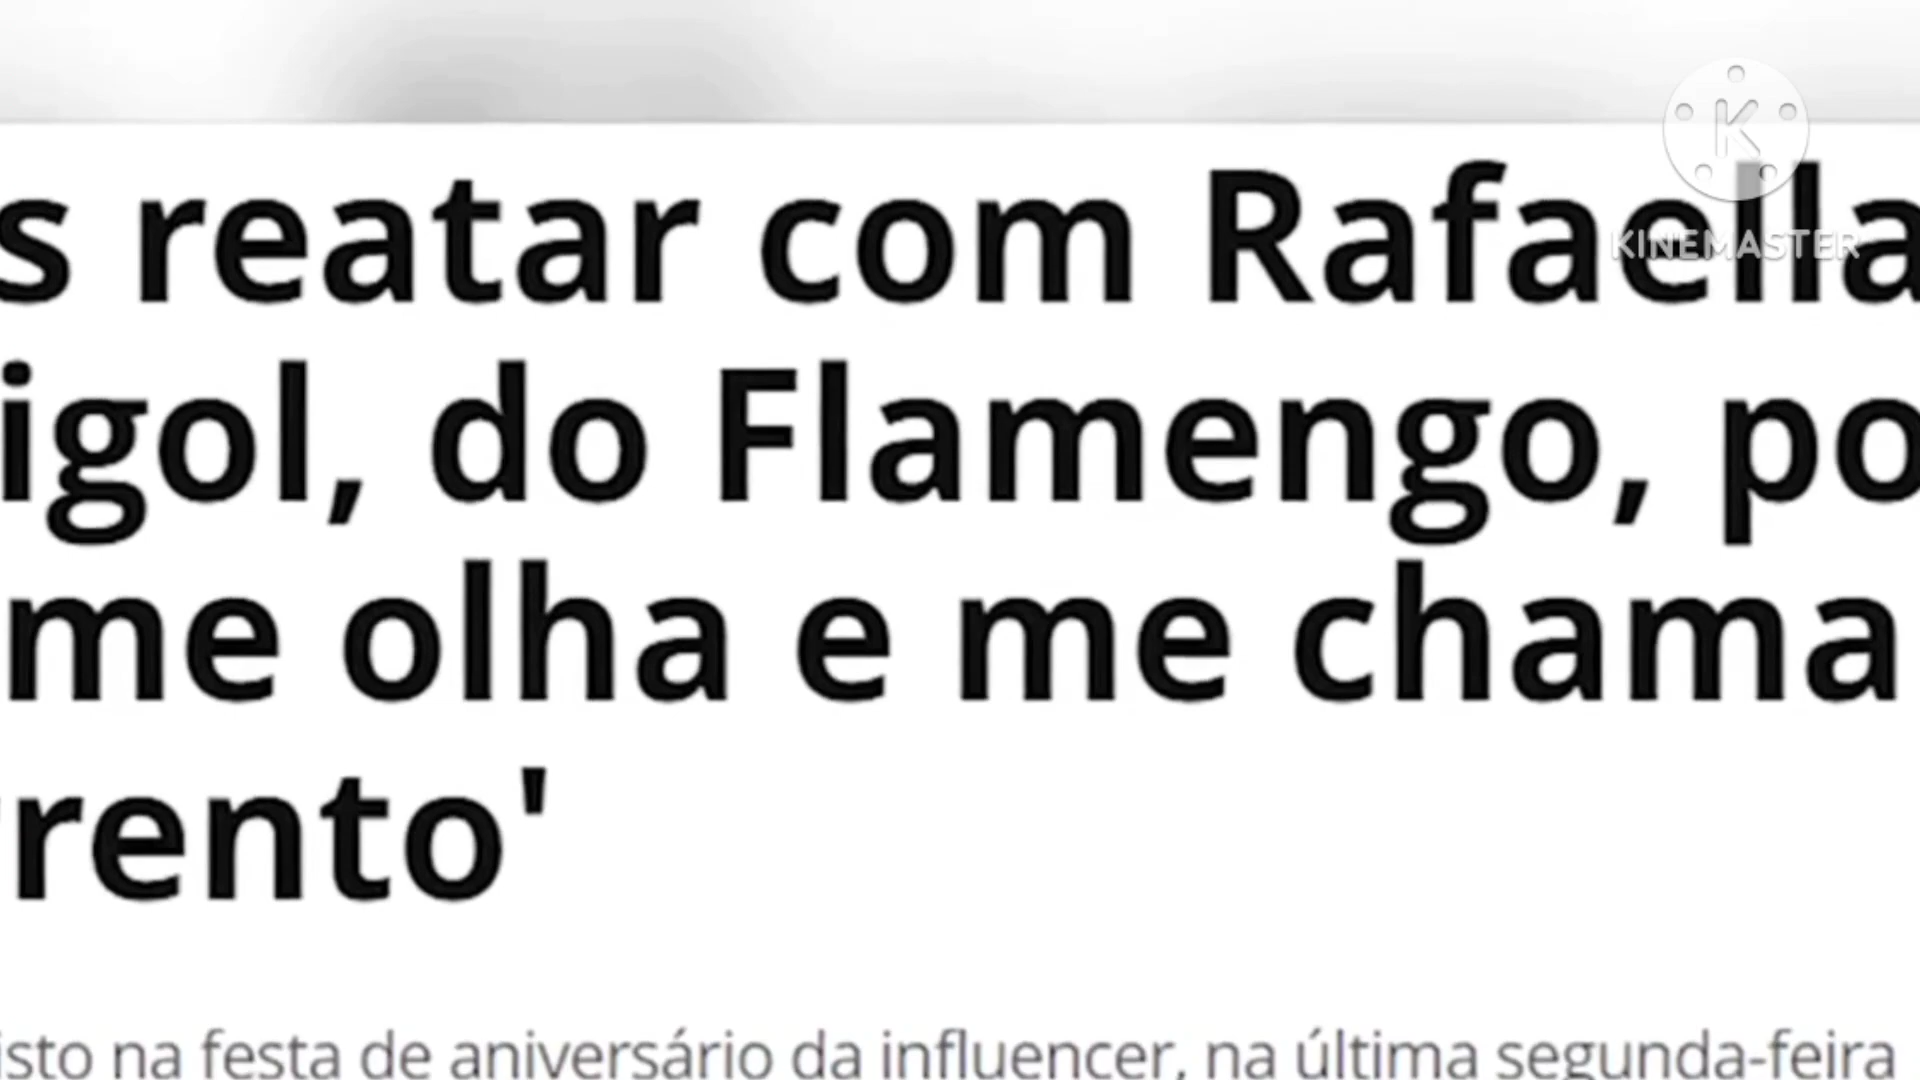 s reatar com Rafaella
igol, do Flamengo, po
me olha e me chama
rento'
isto na festa de aniversário da influencer, na última segunda-feira
KINEMASTER